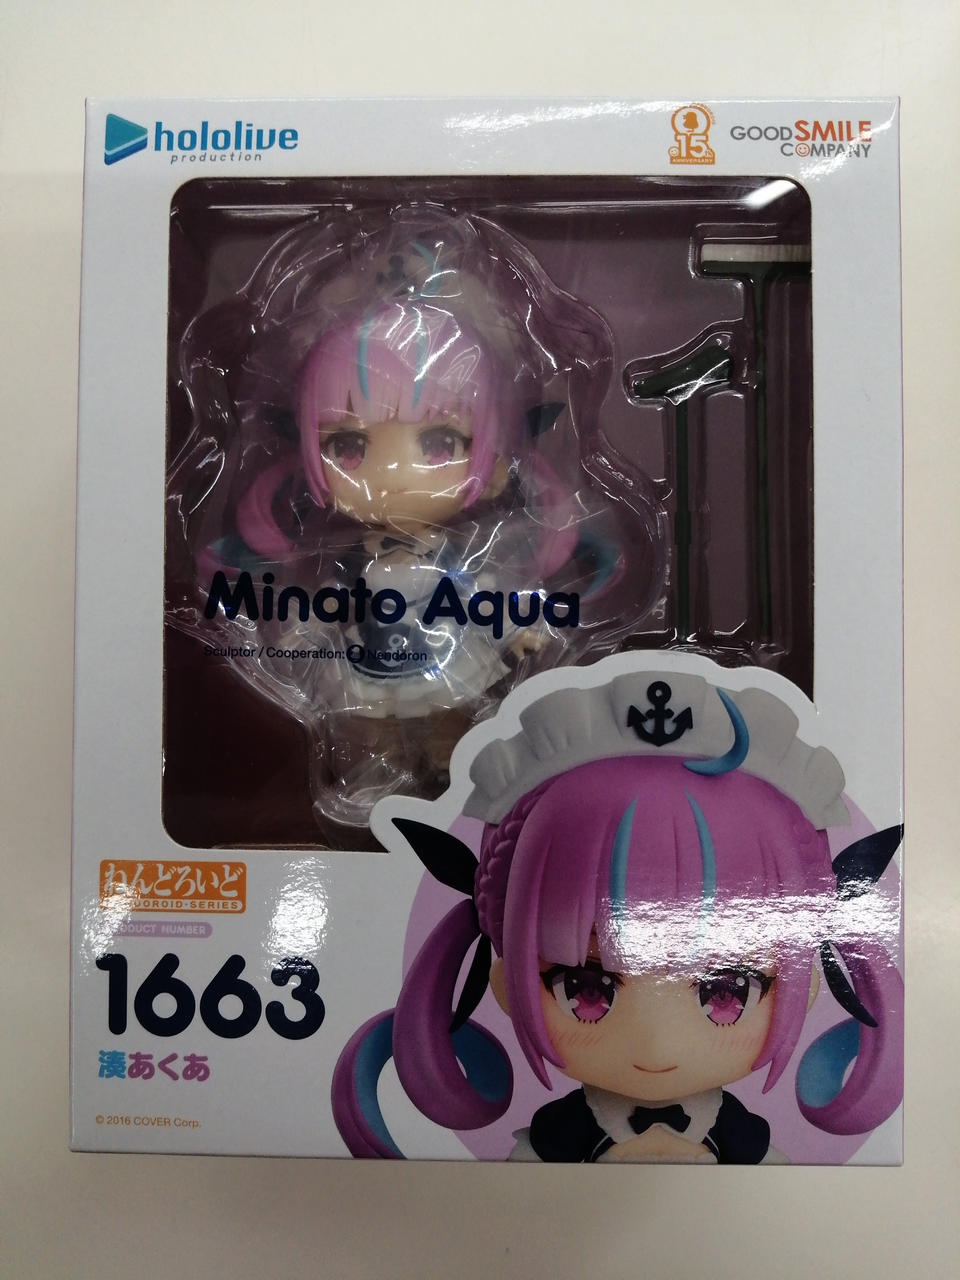 hololive
production
15th
ANNIVERSARY
GOOD SMILE
COMPANY
Minato Aqua
Sculptor / Cooperation: Nendoron
ねんどろいど
NENDOROID·SERIES
PRODUCT NUMBER
1663
湊あくあ
© 2016 COVER Corp.